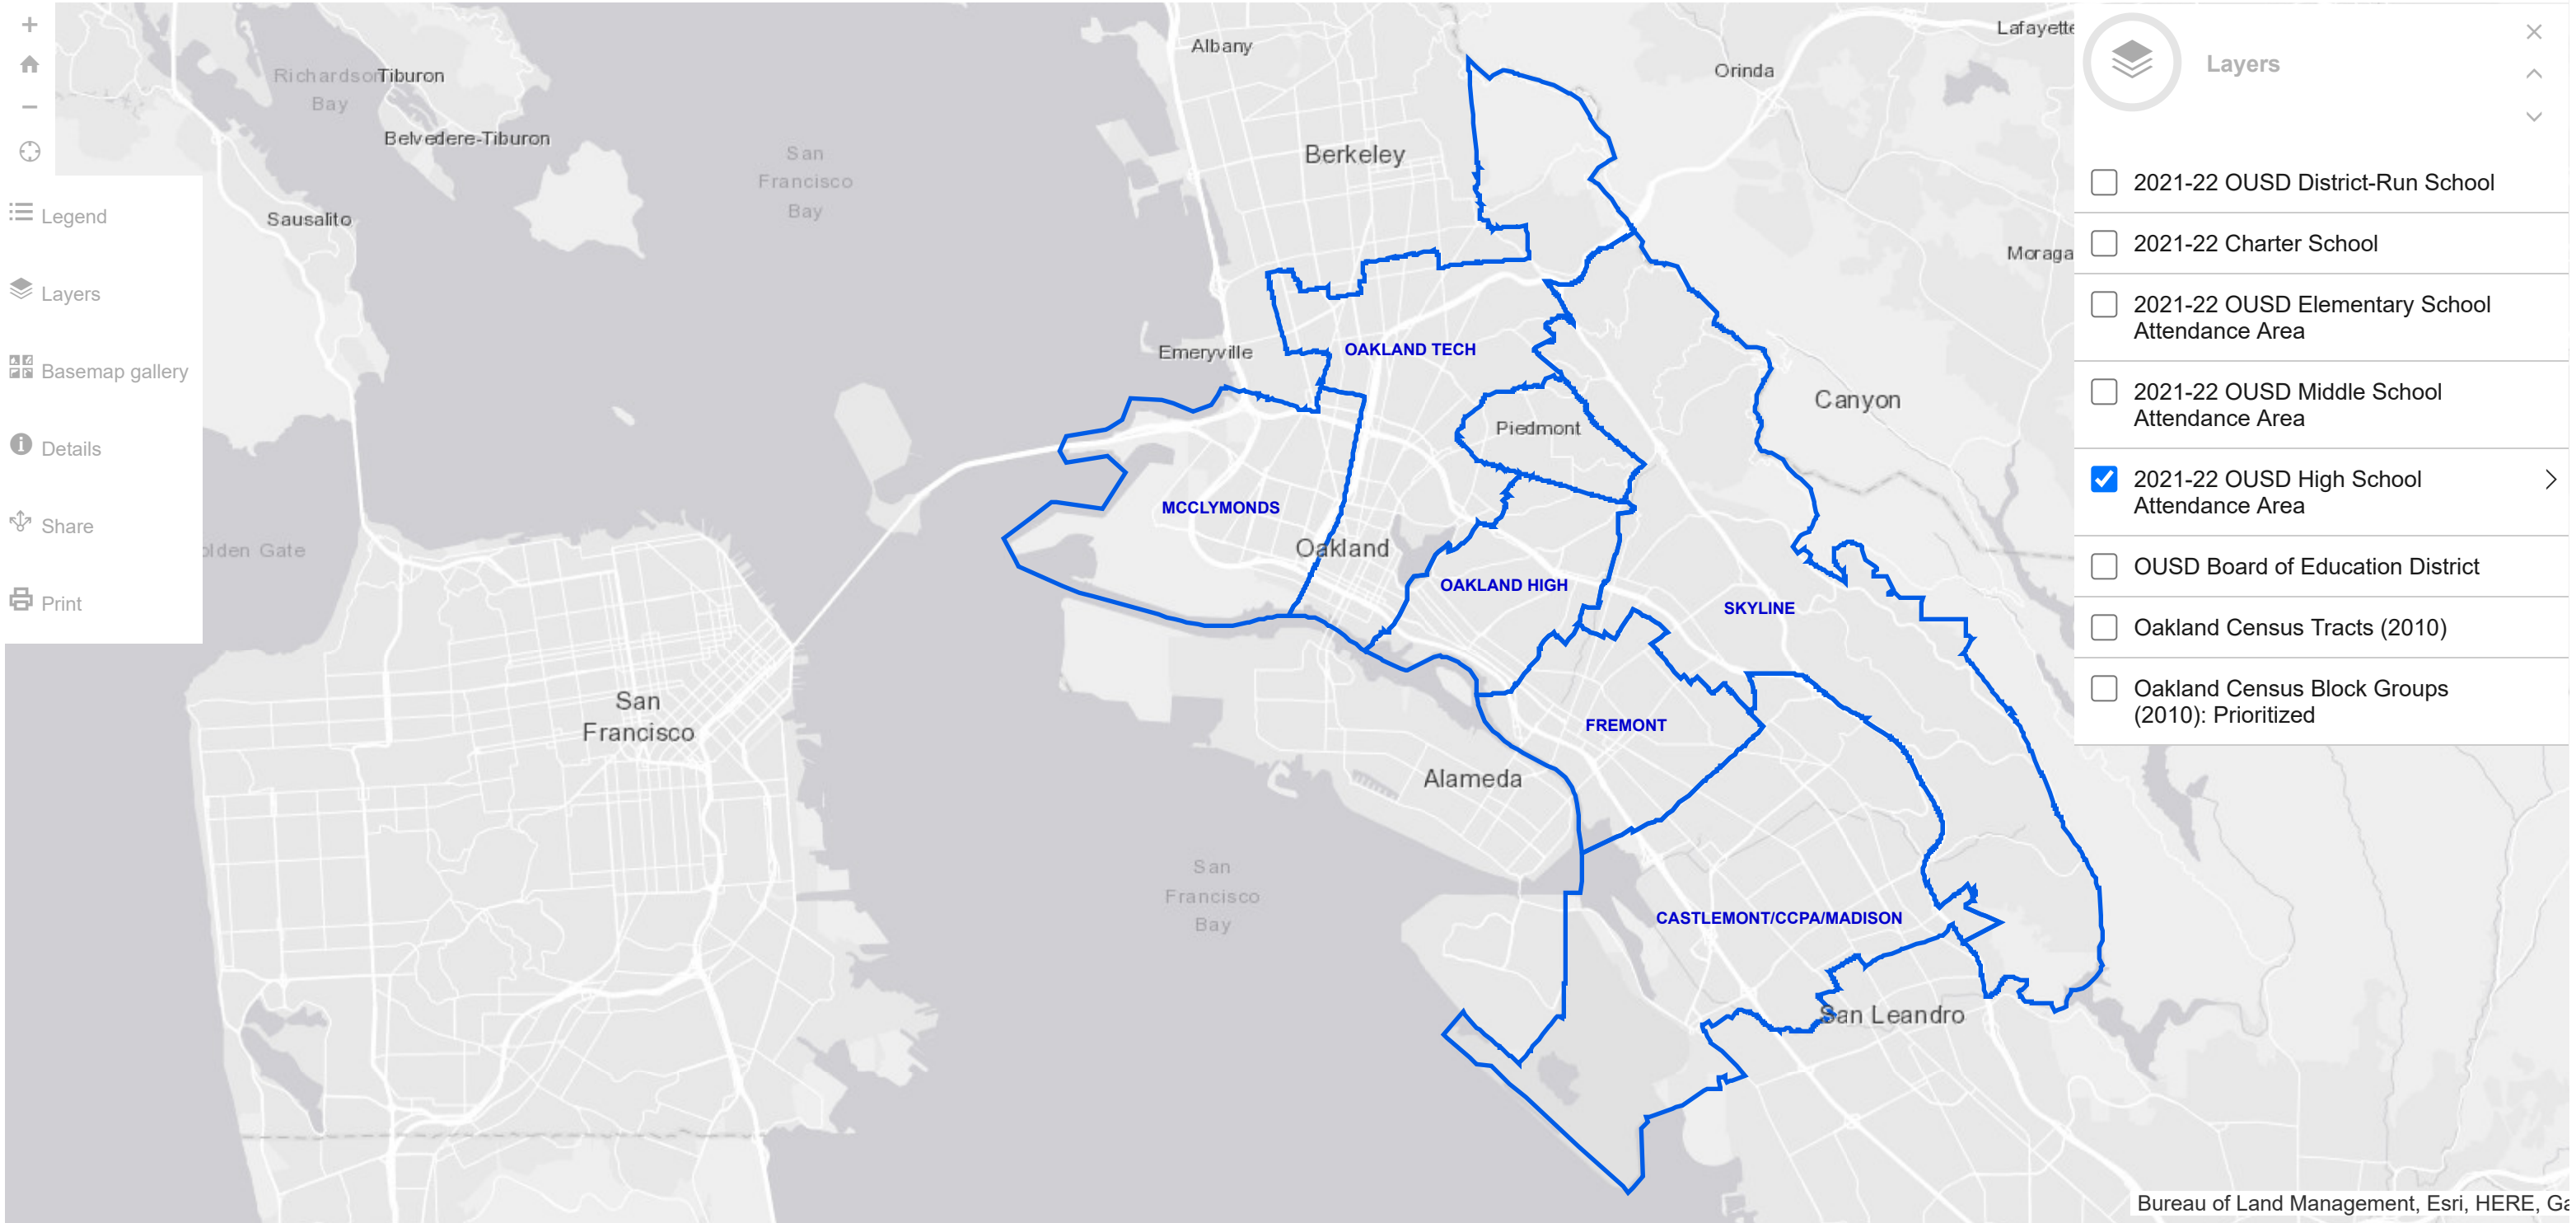 Albany
Lafayette
Orinda
Richardson
Bay
Tiburon
Belvedere-Tiburon
San
Francisco
Bay
Berkeley
Sausalito
Moraga
Emeryville
OAKLAND TECH
Canyon
Piedmont
MCCLYMONDS
Oakland
OAKLAND HIGH
SKYLINE
olden Gate
San
Francisco
FREMONT
Alameda
San
Francisco
Bay
CASTLEMONT/CCPA/MADISON
San Leandro
Legend
Layers
Basemap gallery
Details
Share
Print
Layers
2021-22 OUSD District-Run School
2021-22 Charter School
2021-22 OUSD Elementary School
Attendance Area
2021-22 OUSD Middle School
Attendance Area
2021-22 OUSD High School
Attendance Area
OUSD Board of Education District
Oakland Census Tracts (2010)
Oakland Census Block Groups
(2010): Prioritized
Bureau of Land Management, Esri, HERE, Ga